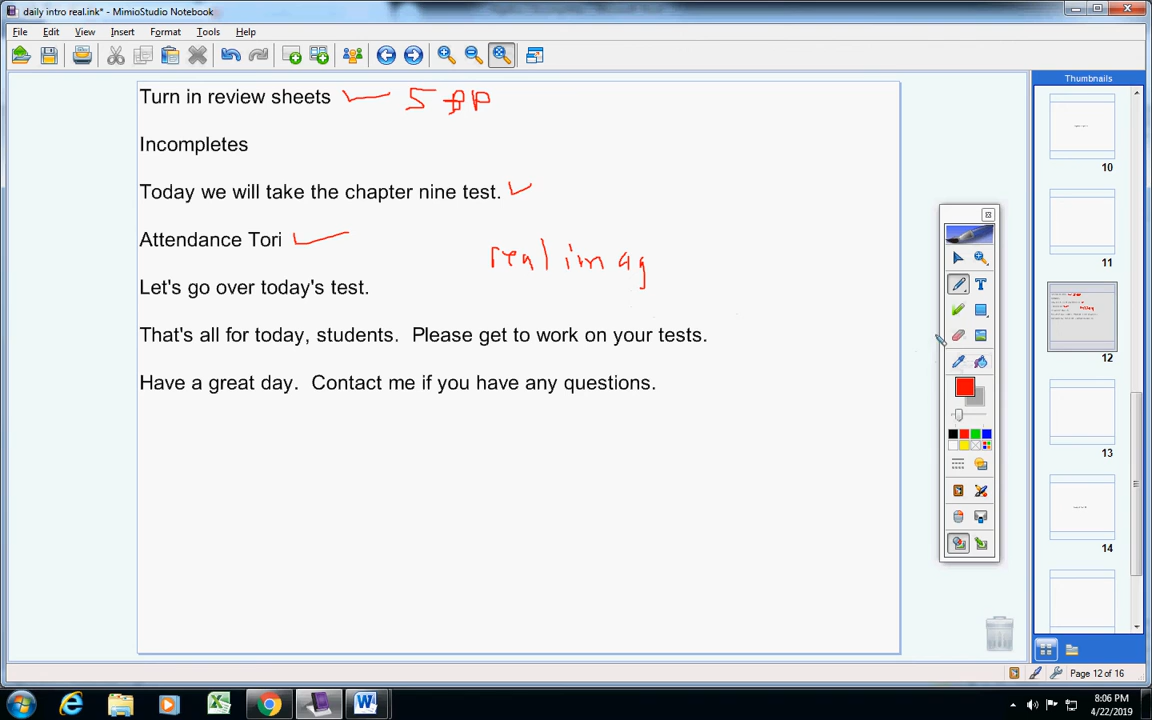 daily intro real.ink* - MimioStudio Notebook
File Edit View Insert Format Tools Help
Turn in review sheets 5
Incompletes
Today we will take the chapter nine test.
Attendance Tori
real imag
Let's go over today's test.
That's all for today, students. Please get to work on your tests.
Have a great day. Contact me if you have any questions.
Thumbnails
10
11
12
13
14
Page 12 of 16
8:06 PM
4/22/2019